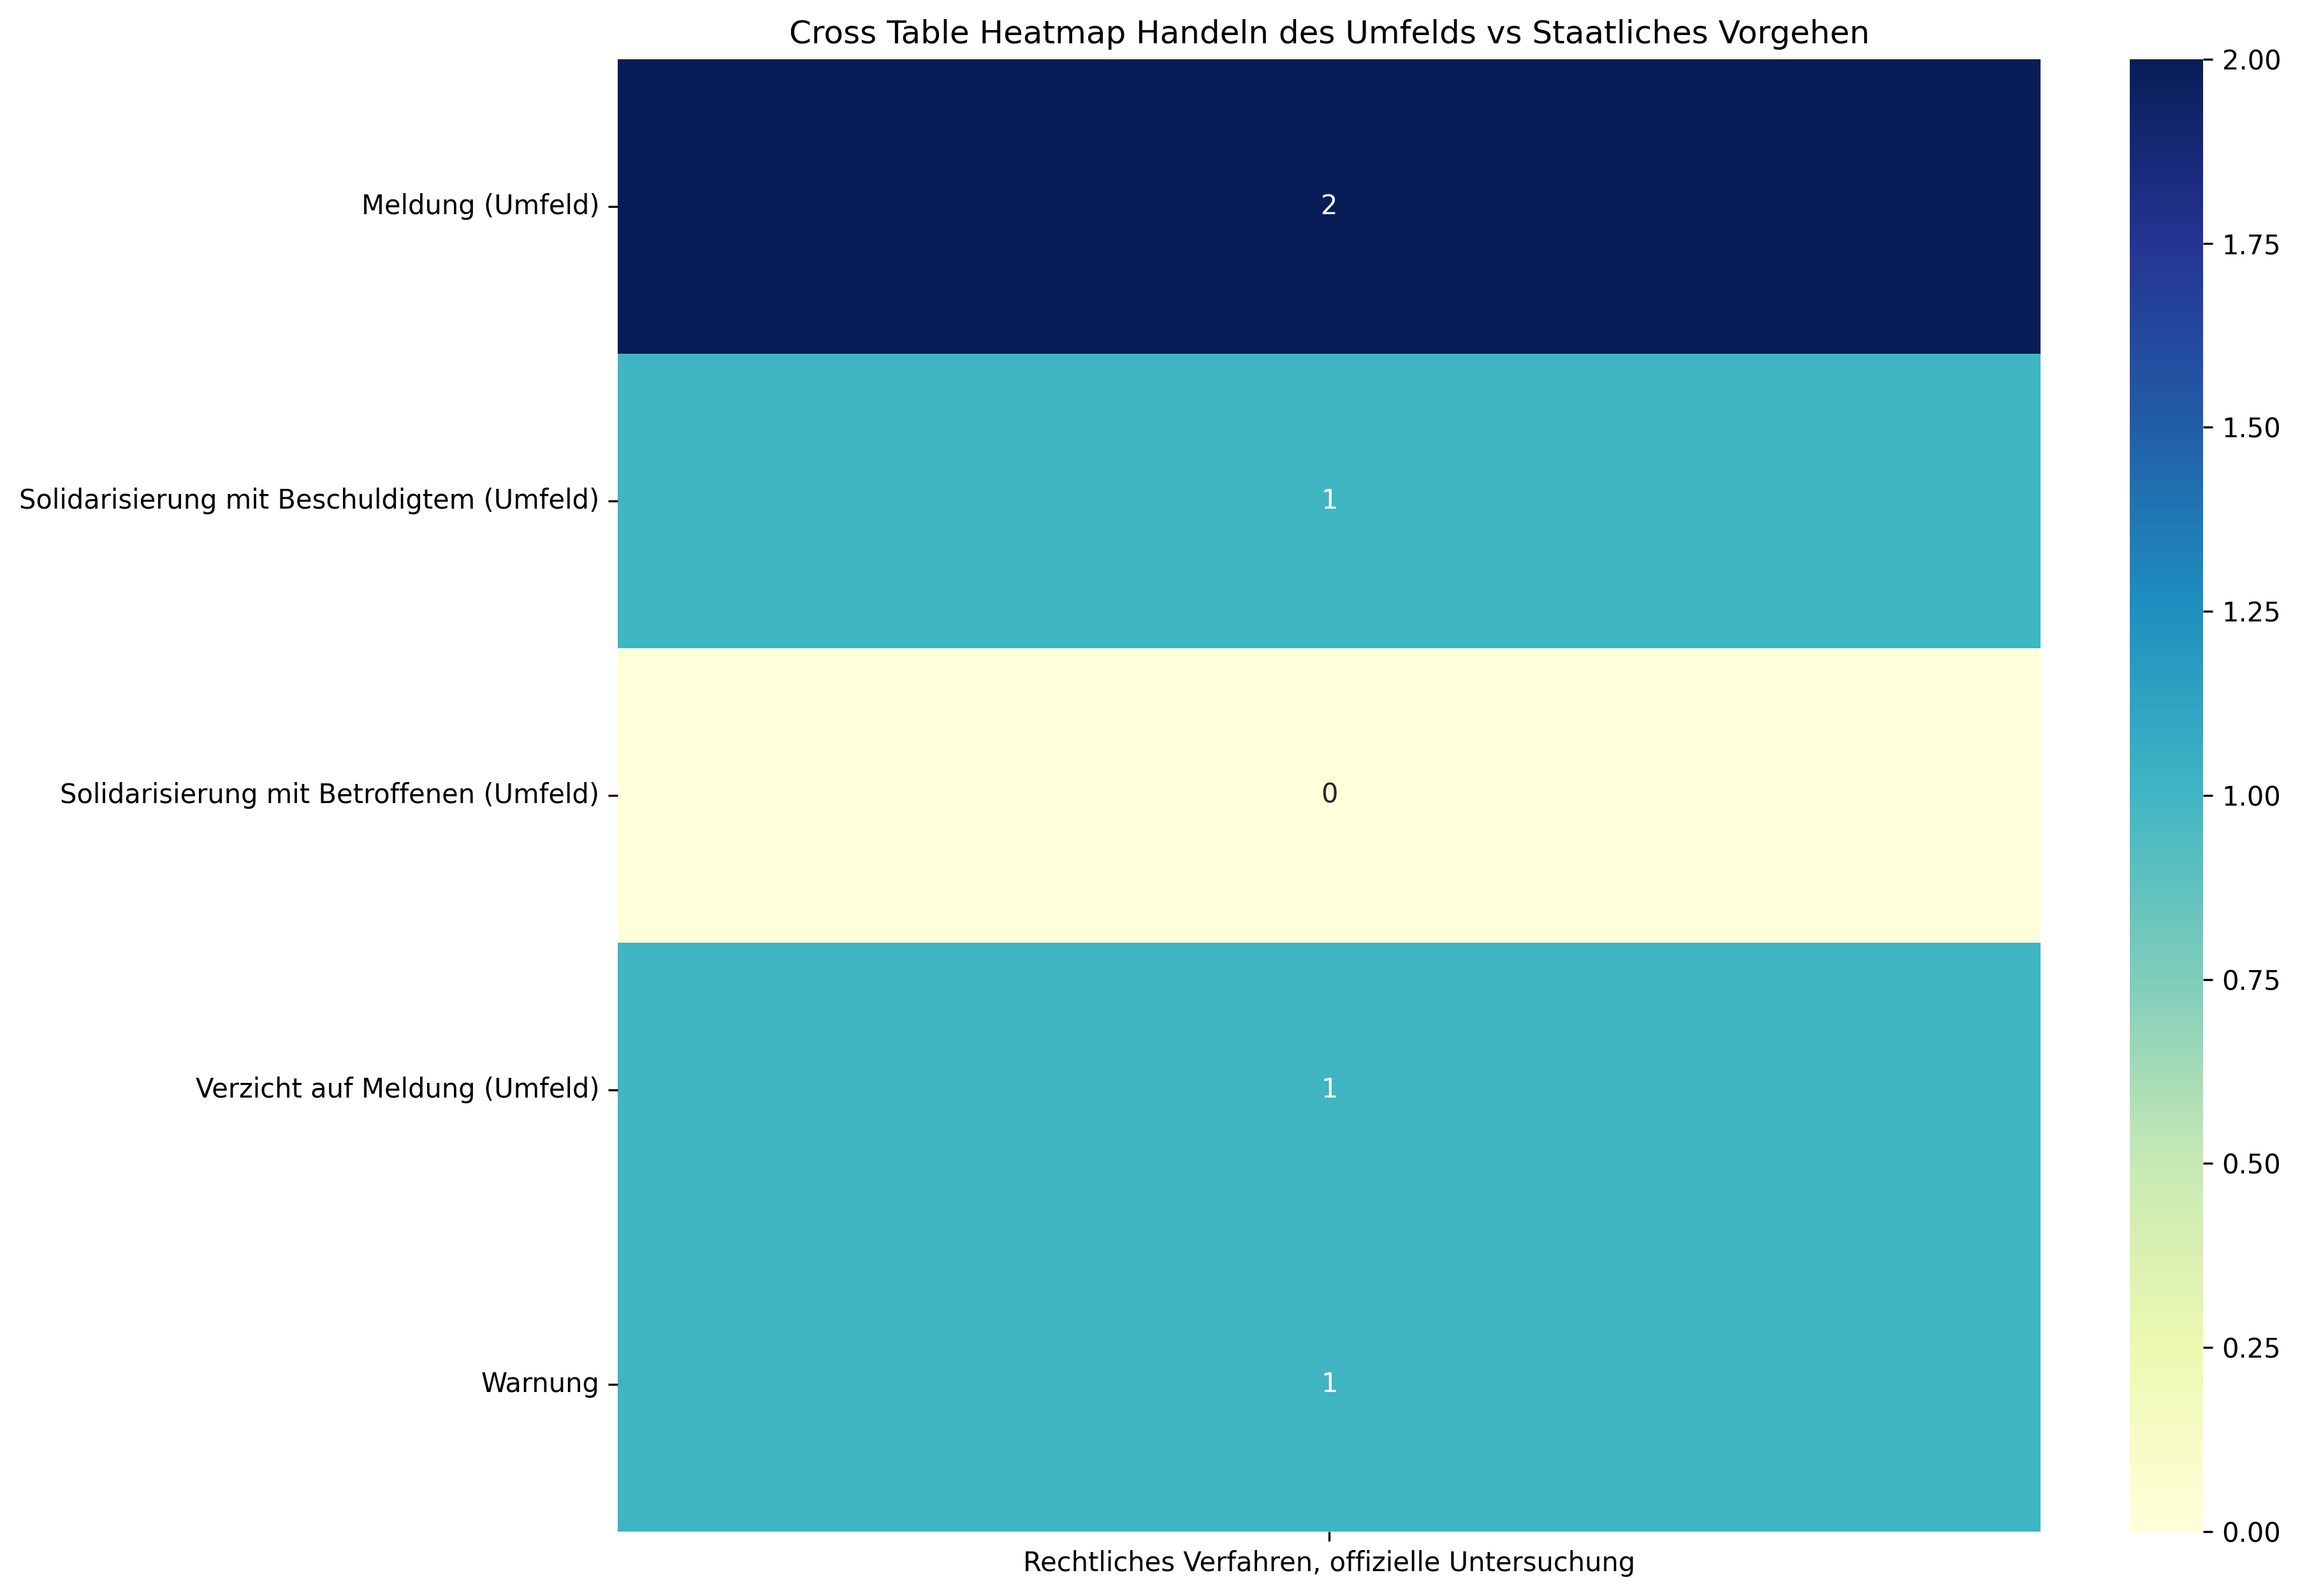 Cross Table Heatmap Handeln des Umfelds vs Staatliches Vorgehen
Meldung (Umfeld)
2
Solidarisierung mit Beschuldigtem (Umfeld)
1
Solidarisierung mit Betroffenen (Umfeld)
0
Verzicht auf Meldung (Umfeld)
1
Warnung
1
Rechtliches Verfahren, offizielle Untersuchung
2.00
1.75
1.50
1.25
1.00
0.75
0.50
0.25
0.00